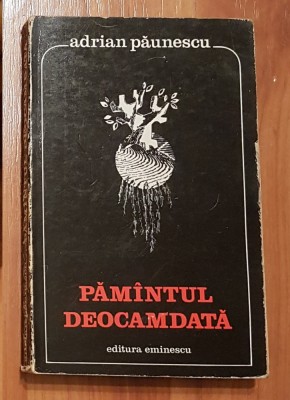 adrian păunescu
PĂMÎNTUL
DEOCAMDATĂ
editura eminescu